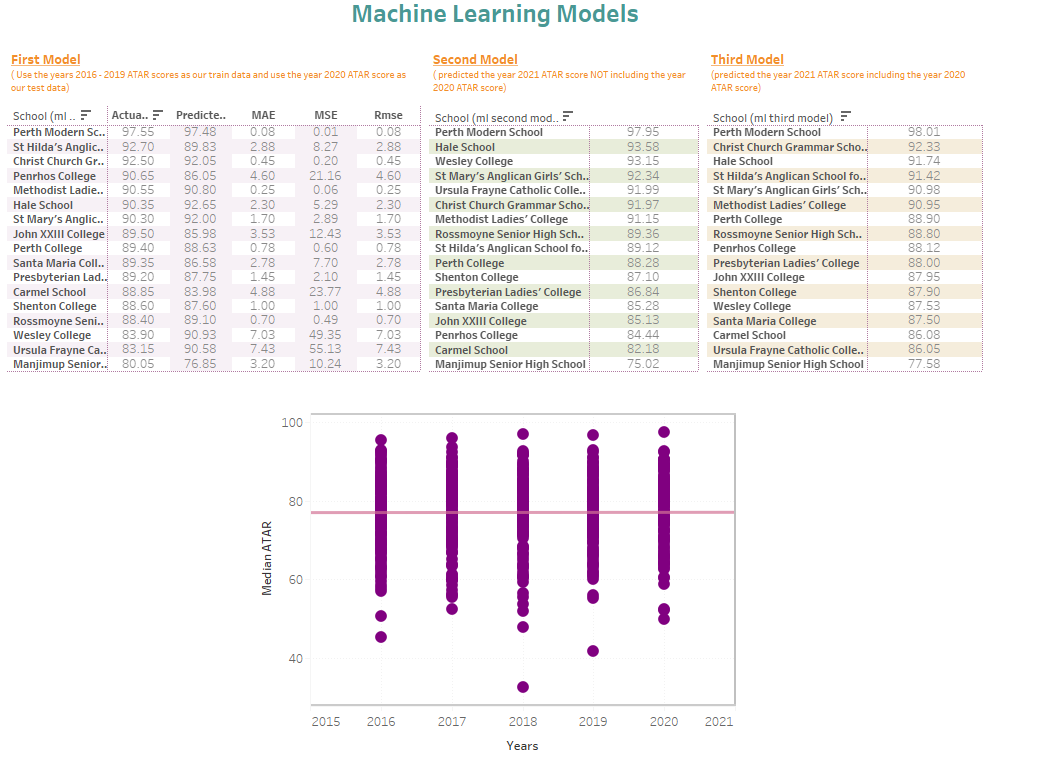 Machine Learning Models
First Model
( Use the years 2016 - 2019 ATAR scores as our train data and use the year 2020 ATAR score as
our test data)
School (ml .. Actua.. Predicte.. MAE MSE Rmse
Perth Modern Sc.. 97.55 97.48 0.08 0.01 0.08
St Hilda's Anglic.. 92.70 89.83 2.88 8.27 2.88
Christ Church Gr.. 92.50 92.05 0.45 0.20 0.45
Penrhos College 90.65 86.05 4.60 21.16 4.60
Methodist Ladie.. 90.55 90.80 0.25 0.06 0.25
Hale School 90.35 92.65 2.30 5.29 2.30
St Mary's Anglic.. 90.30 92.00 1.70 2.89 1.70
John XXIII College 89.50 85.98 3.53 12.43 3.53
Perth College 89.40 88.63 0.78 0.60 0.78
Santa Maria Coll.. 89.35 86.58 2.78 7.70 2.78
Presbyterian Lad.. 89.20 87.75 1.45 2.10 1.45
Carmel School 88.85 83.98 4.88 23.77 4.88
Shenton College 88.60 87.60 1.00 1.00 1.00
Rossmoyne Seni.. 88.40 89.10 0.70 0.49 0.70
Wesley College 83.90 90.93 7.03 49.35 7.03
Ursula Frayne Ca.. 83.15 90.58 7.43 55.13 7.43
Manjimup Senior.. 80.05 76.85 3.20 10.24 3.20
Second Model
( predicted the year 2021 ATAR score NOT including the year
2020 ATAR score)
School (ml second mod..
Perth Modern School 97.95
Hale School 93.58
Wesley College 93.15
St Mary's Anglican Girls' Sch.. 92.34
Ursula Frayne Catholic Colle.. 91.99
Christ Church Grammar Scho.. 91.97
Methodist Ladies' College 91.15
Rossmoyne Senior High Sch.. 89.36
St Hilda's Anglican School fo.. 89.12
Perth College 88.28
Shenton College 87.10
Presbyterian Ladies' College 86.84
Santa Maria College 85.28
John XXIII College 85.13
Penrhos College 84.44
Carmel School 82.18
Manjimup Senior High School 75.02
Third Model
(predicted the year 2021 ATAR score including the year 2020
ATAR score)
School (ml third model)
Perth Modern School 98.01
Christ Church Grammar Scho.. 92.33
Hale School 91.74
St Hilda's Anglican School fo.. 91.42
St Mary's Anglican Girls' Sch.. 90.98
Methodist Ladies' College 90.95
Perth College 88.90
Rossmoyne Senior High Sch.. 88.80
Penrhos College 88.12
Presbyterian Ladies' College 88.00
John XXIII College 87.95
Shenton College 87.90
Wesley College 87.53
Santa Maria College 87.50
Carmel School 86.08
Ursula Frayne Catholic Colle.. 86.05
Manjimup Senior High School 77.58
100
80
60
40
Median ATAR
2015 2016 2017 2018 2019 2020 2021
Years